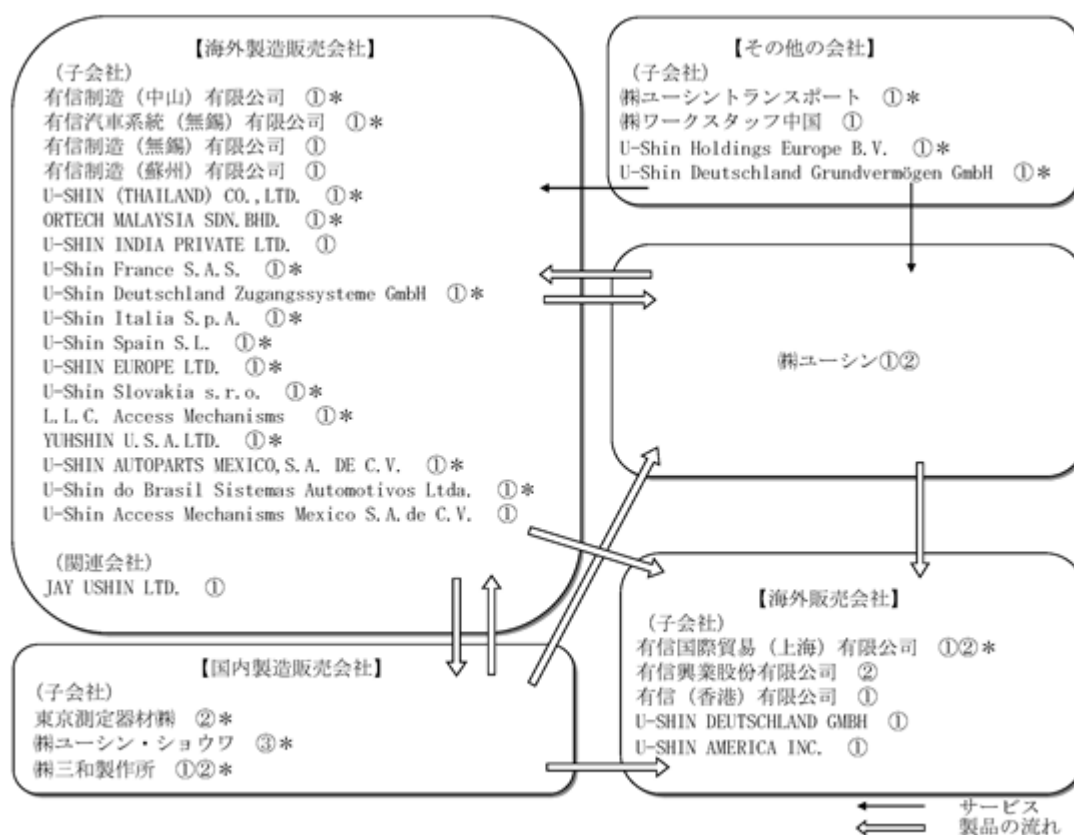 【海外製造販売会社】
(子会社)
有信制造(中山)有限公司 ①*
有信汽車系統(無錫)有限公司 ①*
有信制造(無錫)有限公司 ①
有信制造(蘇州)有限公司 ①
U-SHIN (THAILAND) CO.,LTD. ①*
ORTECH MALAYSIA SDN.BHD. ①*
U-SHIN INDIA PRIVATE LTD. ①
U-Shin France S.A.S. ①*
U-Shin Deutschland Zugangssysteme GmbH ①*
U-Shin Italia S.p.A. ①*
U-Shin Spain S.L. ①*
U-SHIN EUROPE LTD. ①*
U-Shin Slovakia s.r.o. ①*
L.L.C. Access Mechanisms ①*
YUHSHIN U.S.A.LTD. ①*
U-SHIN AUTOPARTS MEXICO,S.A. DE C.V. ①*
U-Shin do Brasil Sistemas Automotivos Ltda. ①*
U-Shin Access Mechanisms Mexico S.A.de C.V. ①
(関連会社)
JAY USHIN LTD. ①
【その他の会社】
(子会社)
㈱ユーシントランスポート ①*
㈱ワークスタッフ中国 ①
U-Shin Holdings Europe B.V. ①*
U-Shin Deutschland Grundvermögen GmbH ①*
㈱ユーシン①②
【国内製造販売会社】
(子会社)
東京測定器材㈱ ②*
㈱ユーシン・ショウワ ③*
㈱三和製作所 ①②*
【海外販売会社】
(子会社)
有信国際貿易(上海)有限公司 ①②*
有信興業股份有限公司 ②
有信(香港)有限公司 ①
U-SHIN DEUTSCHLAND GMBH ①
U-SHIN AMERICA INC. ①
サービス
製品の流れ